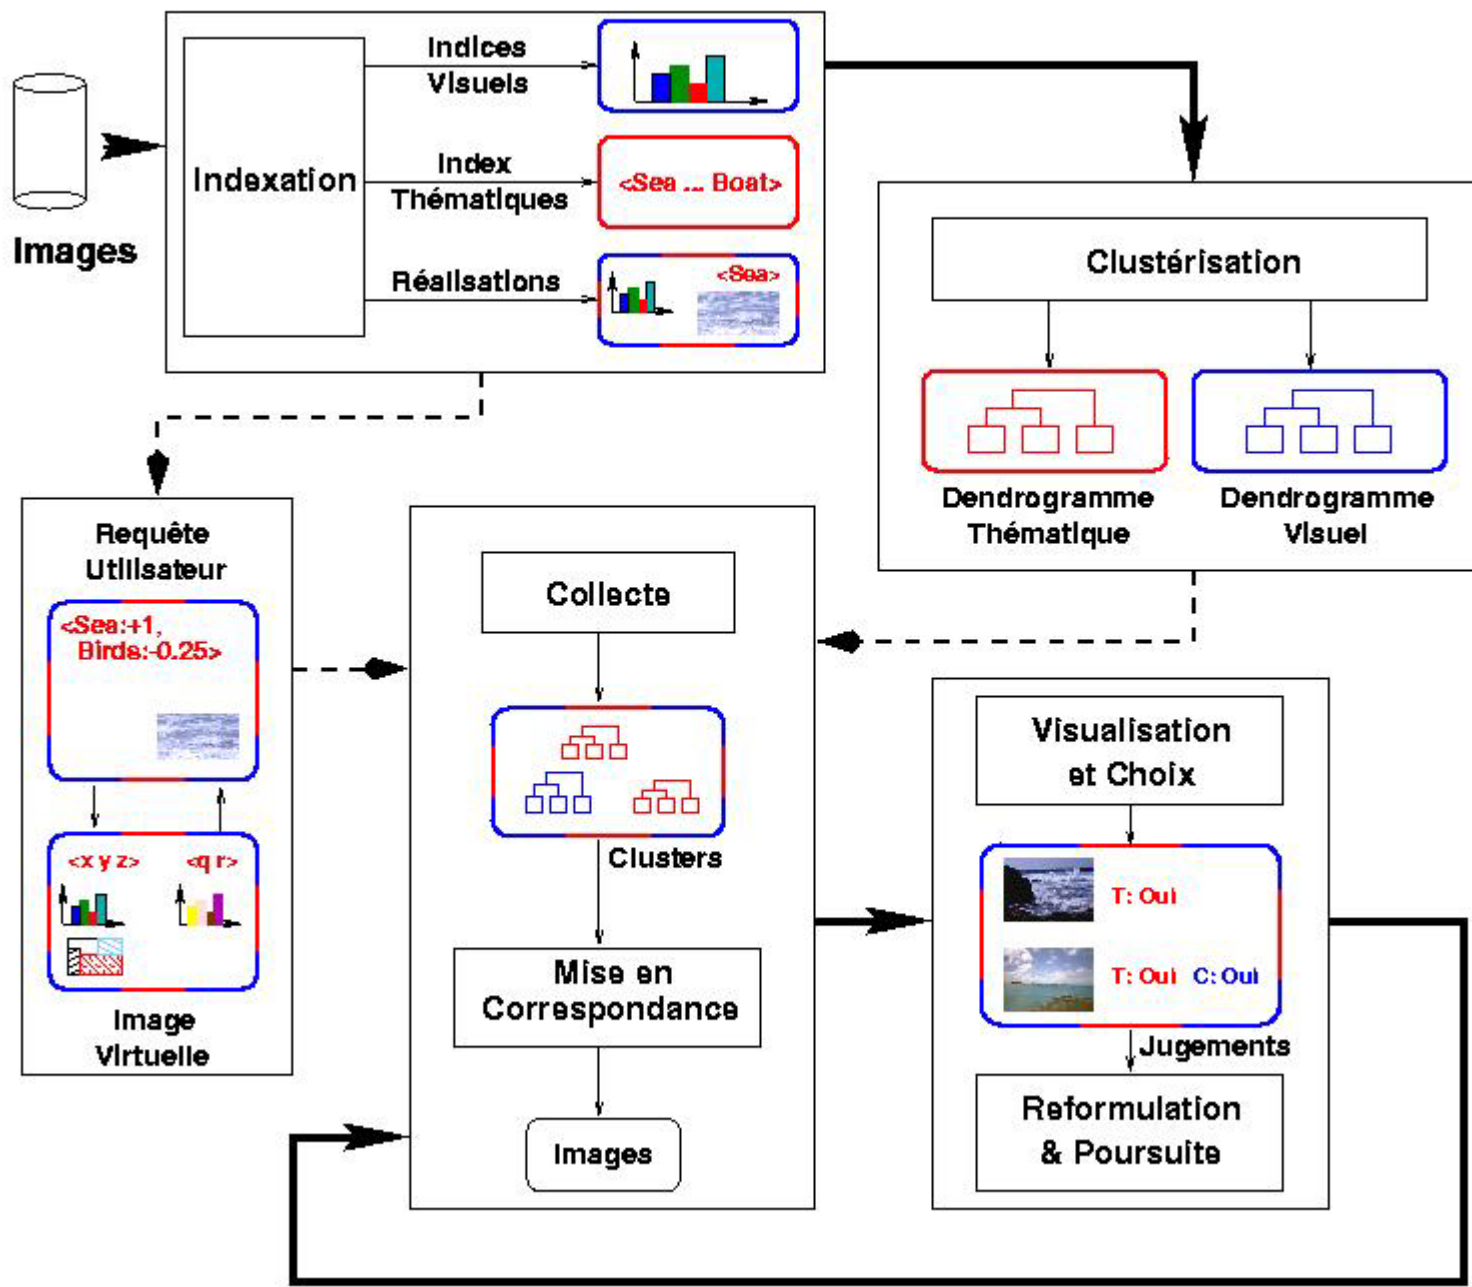 Indices
Visuels
Indexation
Index
Thématiques
<Sea ... Boat>
Réalisations
<Sea>
Images
Clustérisation
Dendrogramme
Thématique
Dendrogramme
Visuel
Requête
Utilisateur
<Sea:+1,
Birds:-0.25>
<x y z>
<q r>
Image
Virtuelle
Collecte
Clusters
Mise en
Correspondance
Images
Visualisation
et Choix
T: Oui
T: Oui C: Oui
Jugements
Reformulation
& Poursuite